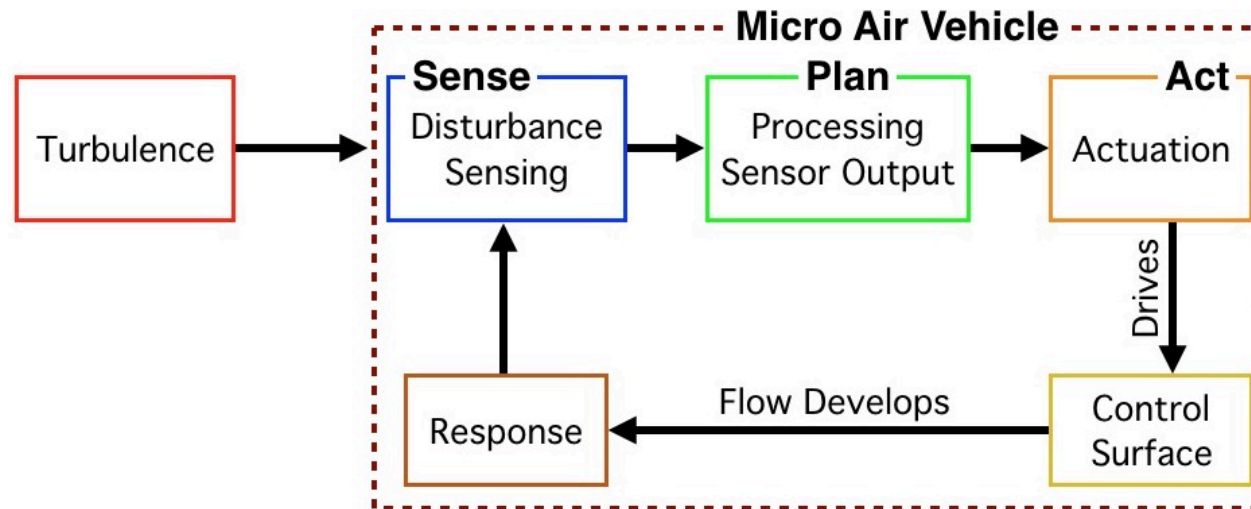 Micro Air Vehicle
Sense
Plan
Act
Turbulence
Disturbance
Sensing
Processing
Sensor Output
Actuation
Drives
Response
Flow Develops
Control
Surface